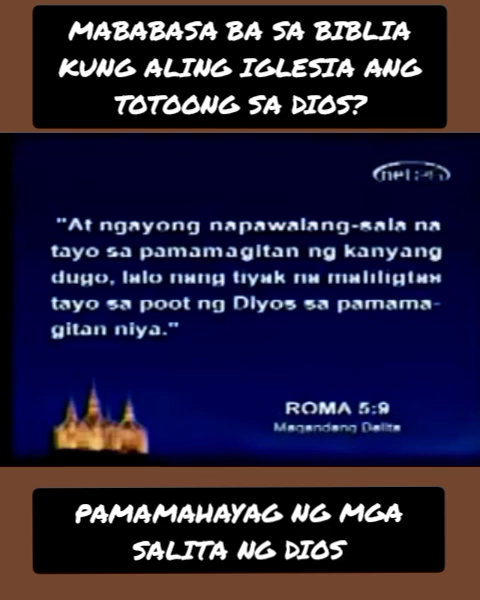 MABABASA BA SA BIBLIA
KUNG ALING IGLESIA ANG
TOTOONG SA DIOS?
net 25
"At ngayong napawalang-sala na
tayo sa pamamagitan ng kanyang
dugo, lalo nang tiyak na maliligtas
tayo sa poot ng Diyos sa pamama-
gitan niya."
ROMA 5:9
Magandang Balita
PAMAMAHAYAG NG MGA
SALITA NG DIOS